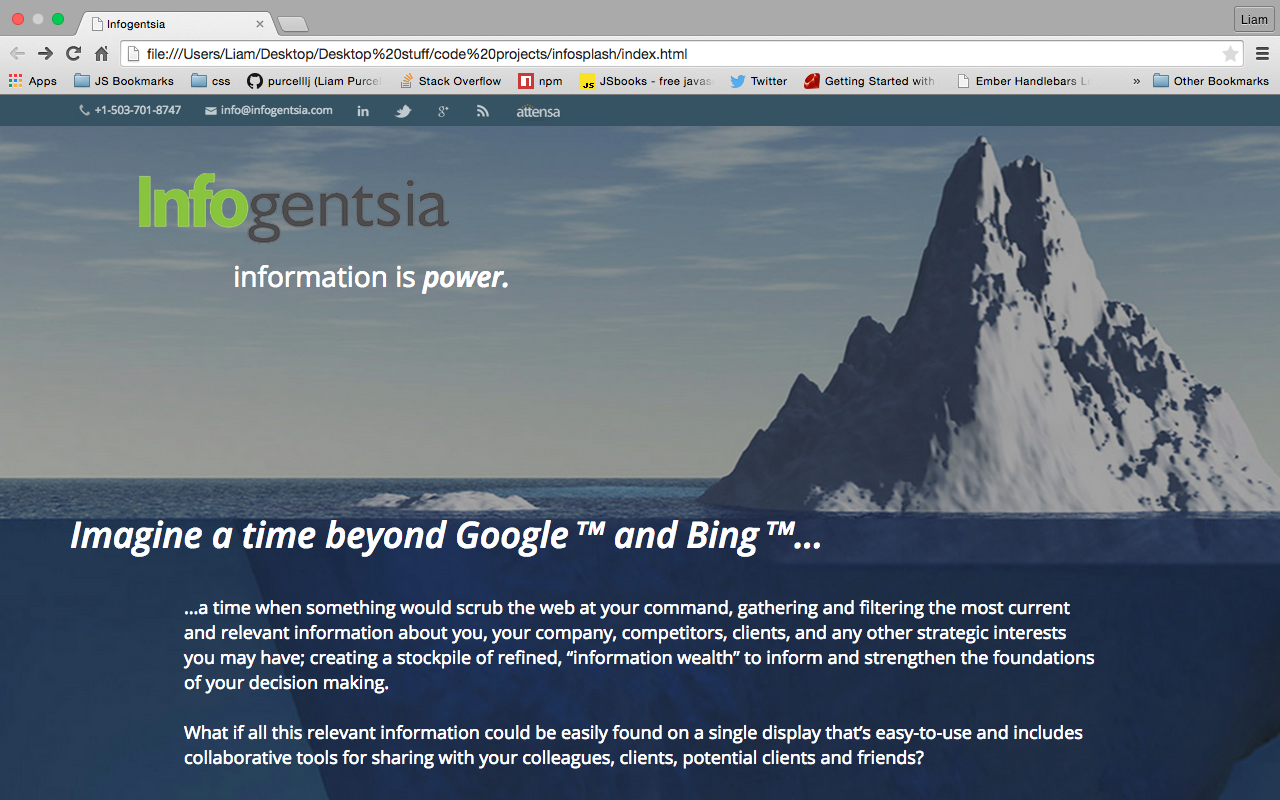 Infogentsia
Liam
file:///Users/Liam/Desktop/Desktop%20stuff/code%20projects/infosplash/index.html
Apps JS Bookmarks css purcelllj (Liam Purcel Stack Overflow npm JS JSbooks - free javas Twitter Getting Started with Ember Handlebars L » Other Bookmarks
+1-503-701-8747 info@infogentsia.com in g+ attensa
Infogentsia
information is power.
Imagine a time beyond Google ™ and Bing ™...
...a time when something would scrub the web at your command, gathering and filtering the most current
and relevant information about you, your company, competitors, clients, and any other strategic interests
you may have; creating a stockpile of refined, “information wealth” to inform and strengthen the foundations
of your decision making.
What if all this relevant information could be easily found on a single display that’s easy-to-use and includes
collaborative tools for sharing with your colleagues, clients, potential clients and friends?